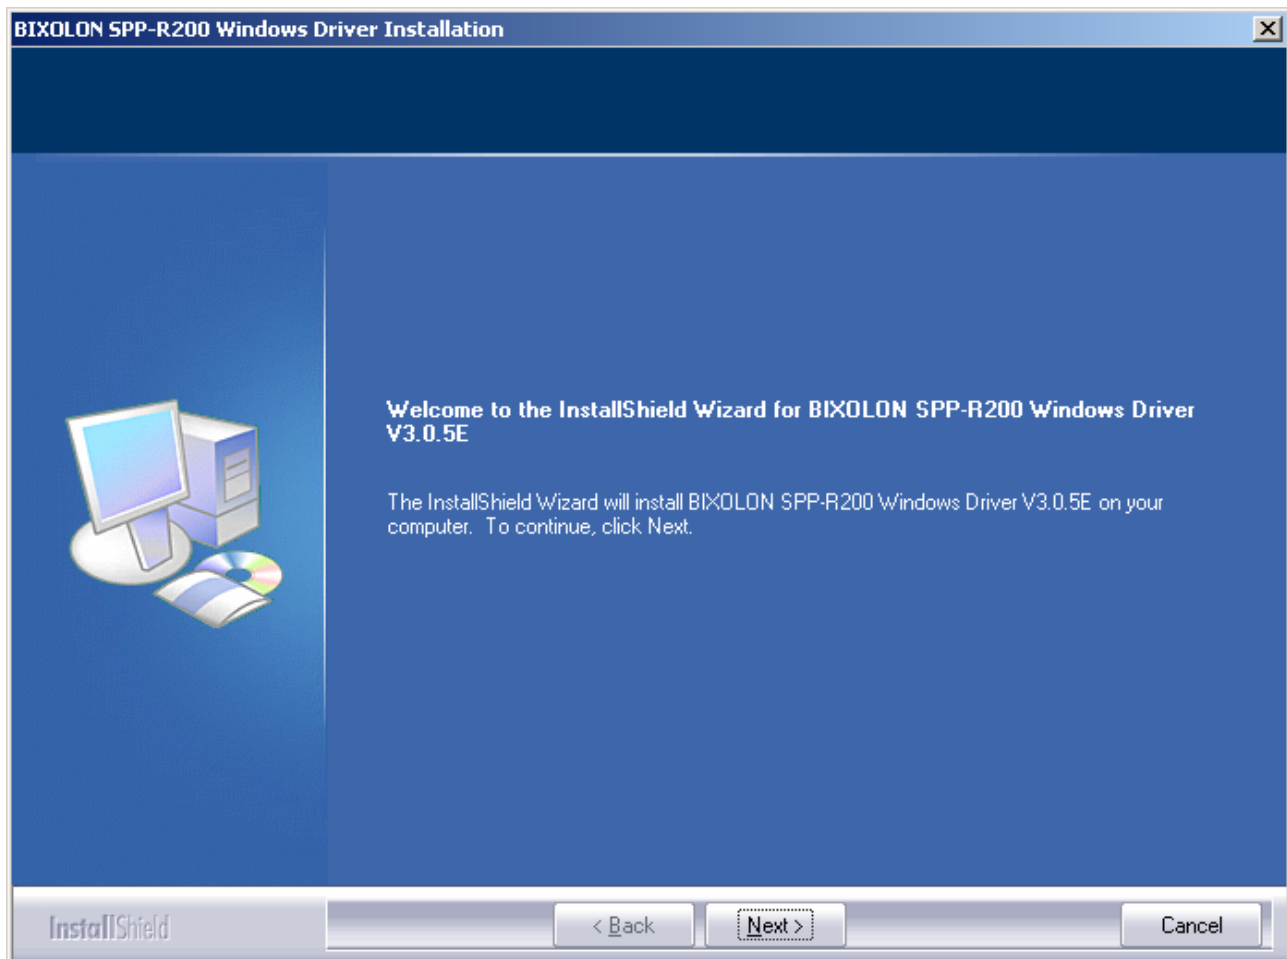 BIXOLON SPP-R200 Windows Driver Installation
Welcome to the InstallShield Wizard for BIXOLON SPP-R200 Windows Driver
V3.0.5E
The InstallShield Wizard will install BIXOLON SPP-R200 Windows Driver V3.0.5E on your
computer. To continue, click Next.
InstallShield
< Back
Next >
Cancel